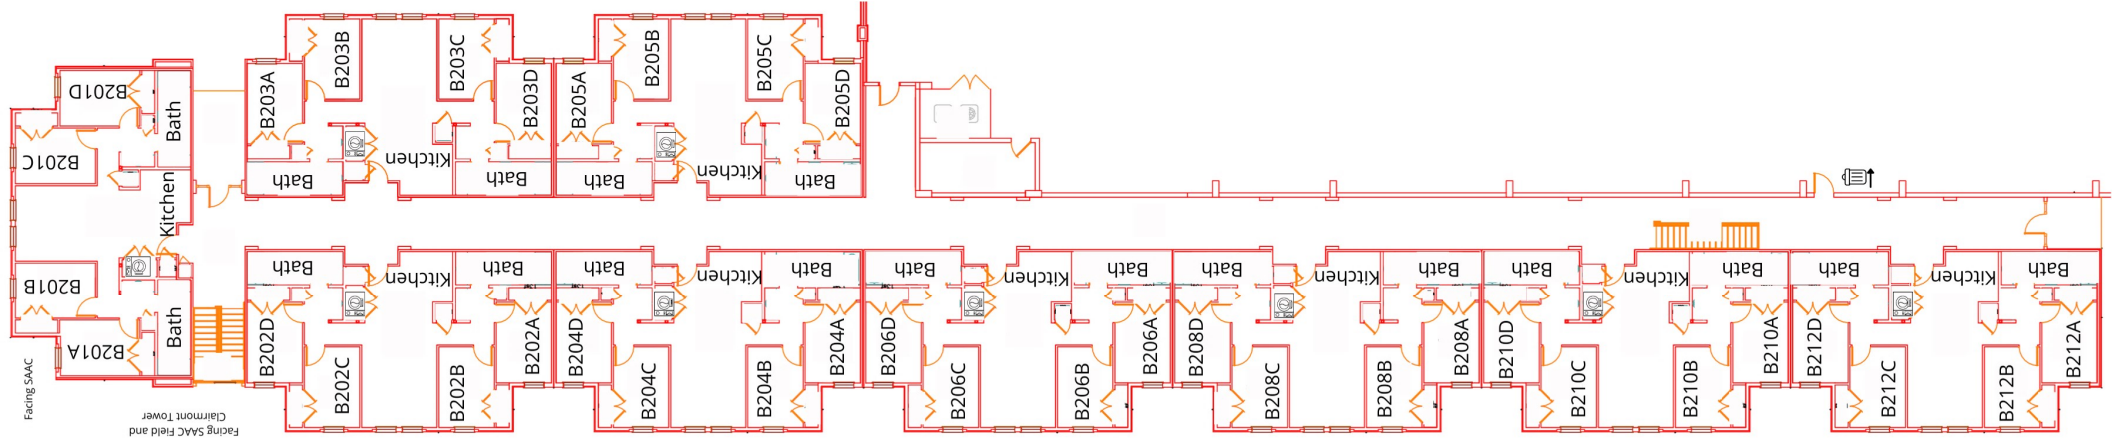 B203B
B203C
B205B
B205C
B201D
Bath
B203A
B203D
B205A
B205D
B201C
Kitchen
Kitchen
Bath
Bath
Bath
Bath
Kitchen
Bath
Kitchen
Bath
Bath
Kitchen
Bath
Bath
Kitchen
Bath
Bath
Kitchen
Bath
Bath
Kitchen
Bath
Bath
Kitchen
Bath
B201B
Bath
B201A
B202D
B202A
B204D
B204A
B206D
B206A
B208D
B208A
B210D
B210A
B212D
B212A
B202C
B202B
B204C
B204B
B206C
B206B
B208C
B208B
B210C
B210B
B212C
B212B
Facing SAAC
Facing SAAC Field and
Clairmont Tower